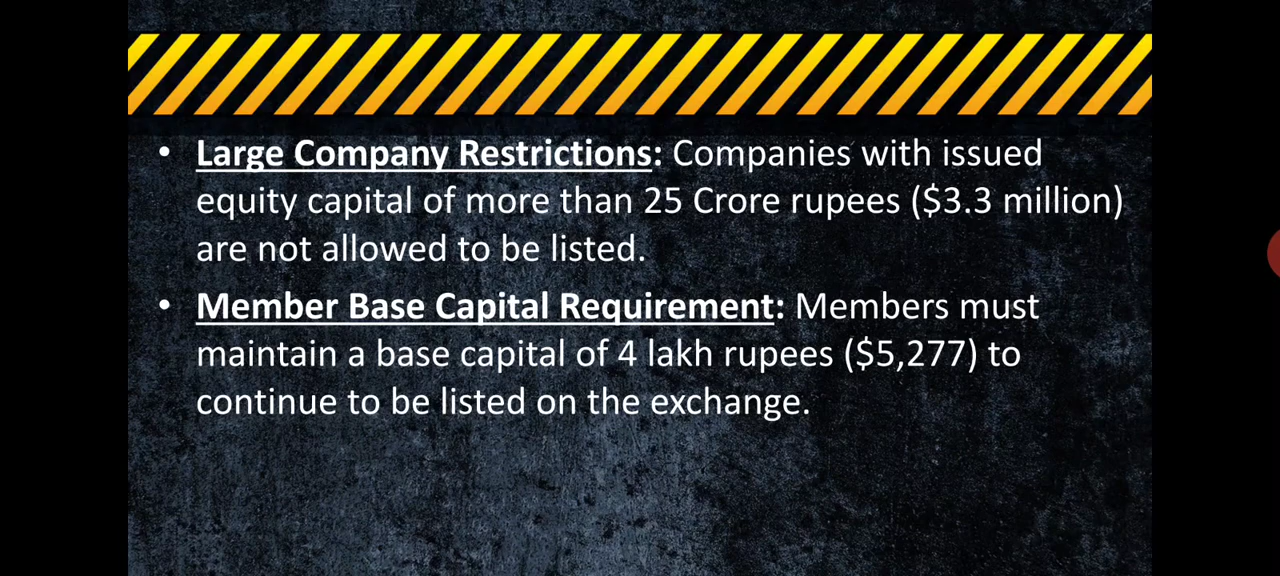 • Large Company Restrictions: Companies with issued
equity capital of more than 25 Crore rupees ($3.3 million)
are not allowed to be listed.
• Member Base Capital Requirement: Members must
maintain a base capital of 4 lakh rupees ($5,277) to
continue to be listed on the exchange.